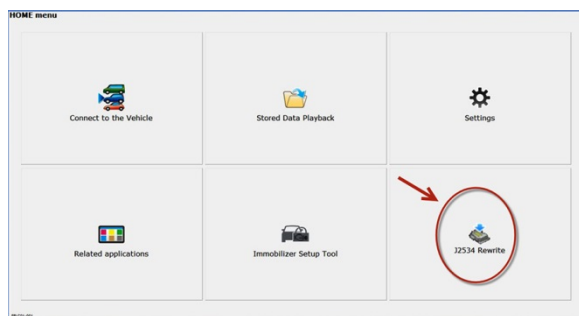 HOME menu
Connect to the Vehicle
Stored Data Playback
Settings
Related applications
Immobilizer Setup Tool
J2534 Rewrite